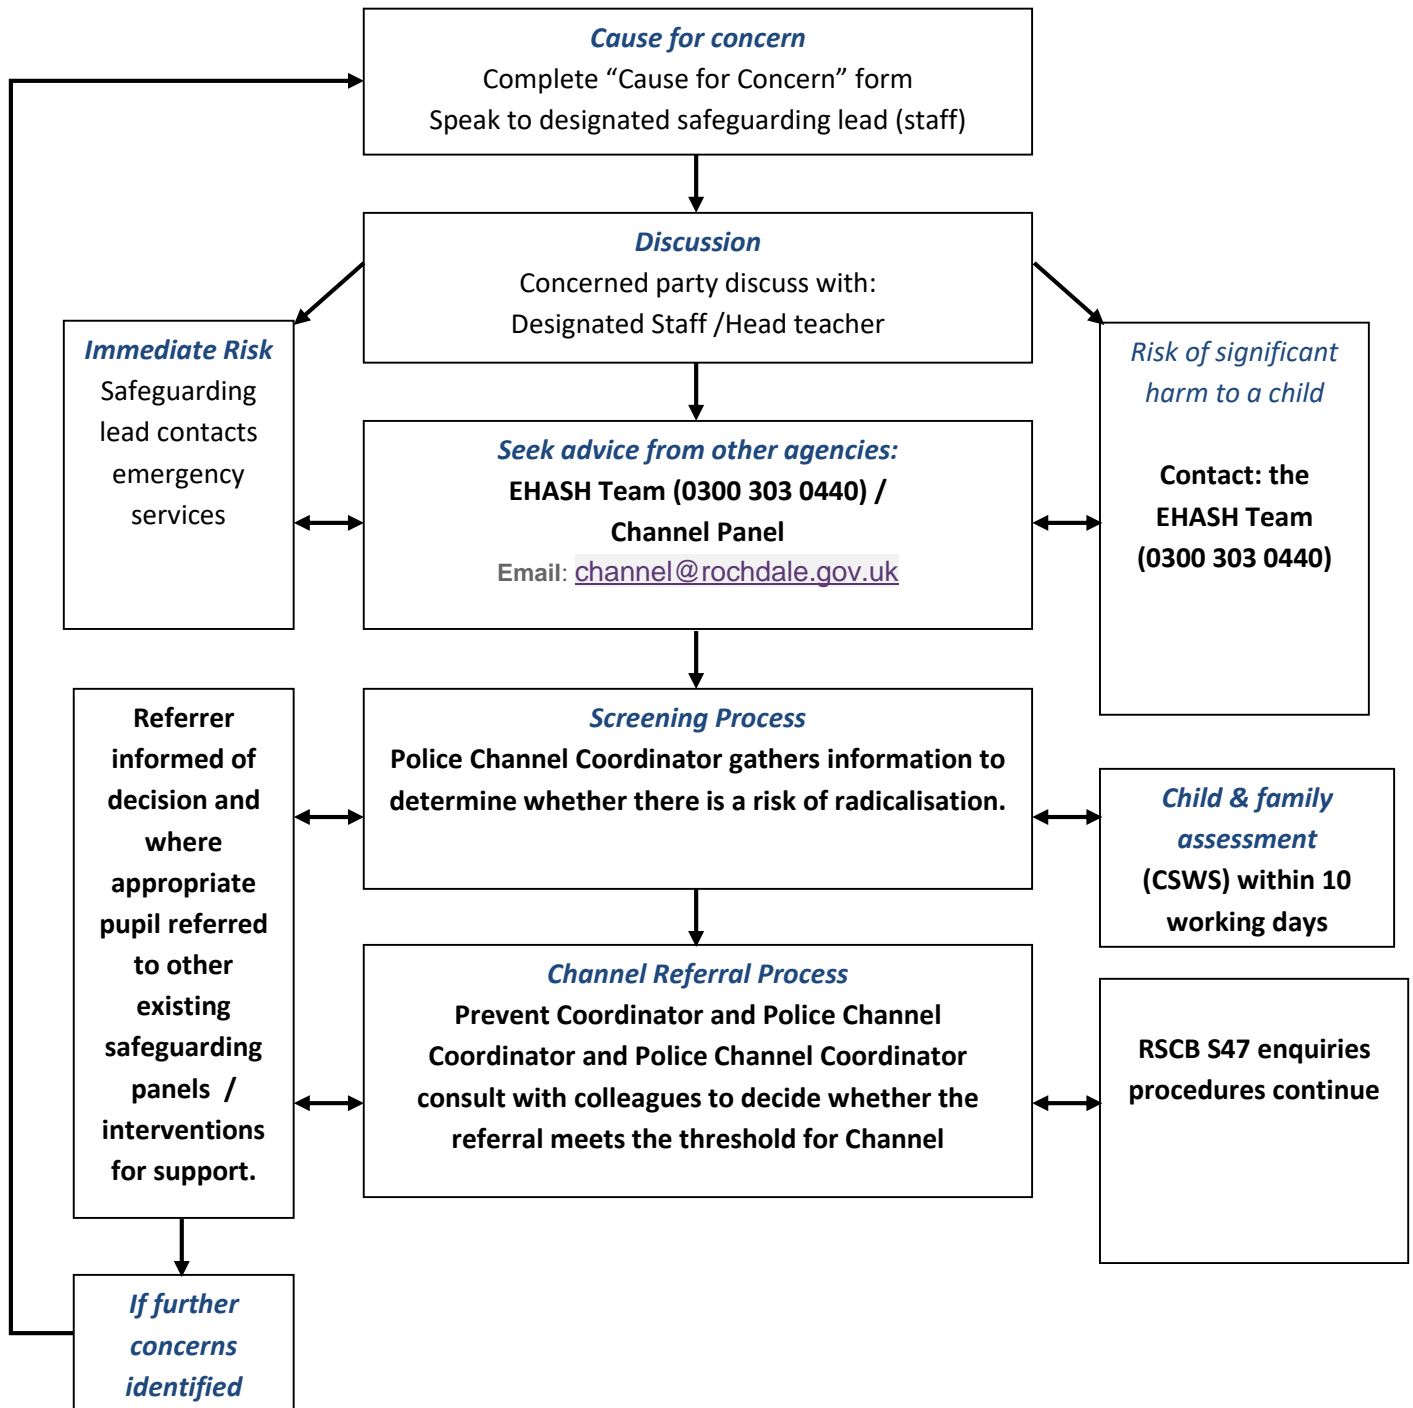 Cause for concern
Complete “Cause for Concern” form
Speak to designated safeguarding lead (staff)
Discussion
Concerned party discuss with:
Designated Staff /Head teacher
Immediate Risk
Safeguarding
lead contacts
emergency
services
Risk of significant
harm to a child
Contact: the
EHASH Team
(0300 303 0440)
Seek advice from other agencies:
EHASH Team (0300 303 0440) /
Channel Panel
Email: channel@rochdale.gov.uk
Referrer
informed of
decision and
where
appropriate
pupil referred
to other
existing
safeguarding
panels /
interventions
for support.
Screening Process
Police Channel Coordinator gathers information to
determine whether there is a risk of radicalisation.
Child & family
assessment
(CSWS) within 10
working days
Channel Referral Process
Prevent Coordinator and Police Channel
Coordinator and Police Channel Coordinator
consult with colleagues to decide whether the
referral meets the threshold for Channel
RSCB S47 enquiries
procedures continue
If further
concerns
identified